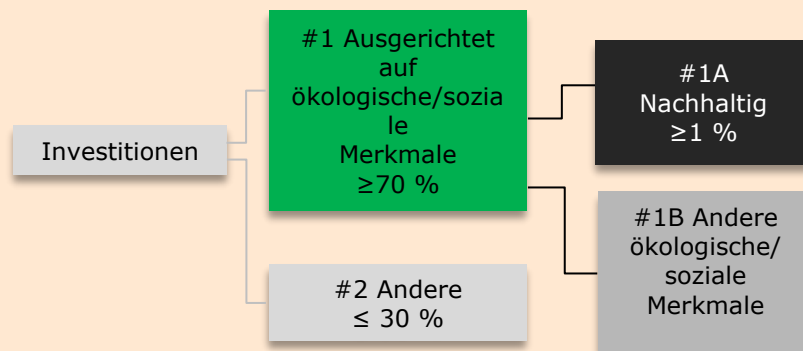 Investitionen
#1 Ausgerichtet
auf
ökologische/sozia
le
Merkmale
≥70 %
#2 Andere
≤ 30 %
#1A
Nachhaltig
≥1 %
#1B Andere
ökologische/
soziale
Merkmale